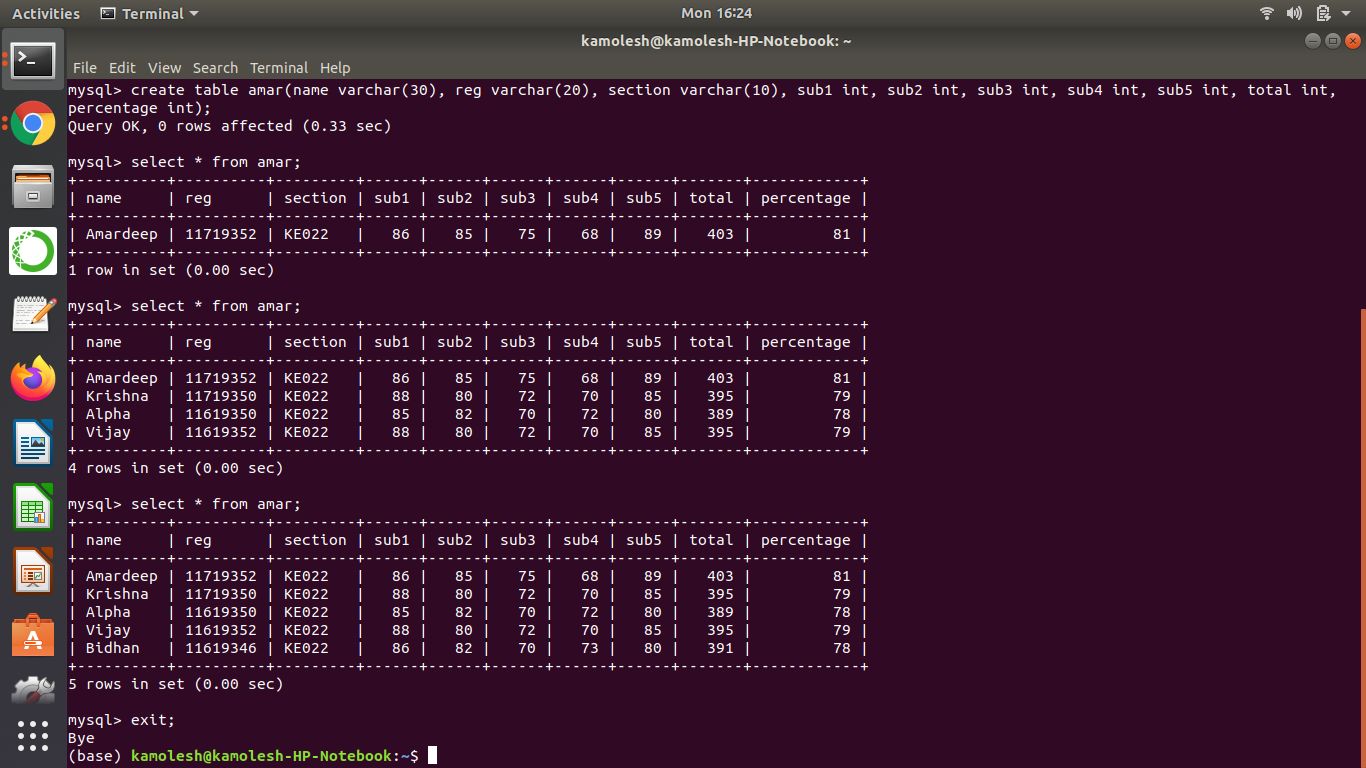 Activities Terminal Mon 16:24
kamolesh@kamolesh-HP-Notebook: ~
File Edit View Search Terminal Help
mysql> create table amar(name varchar(30), reg varchar(20), section varchar(10), sub1 int, sub2 int, sub3 int, sub4 int, sub5 int, total int,
percentage int);
Query OK, 0 rows affected (0.33 sec)

mysql> select * from amar;
+----------+----------+---------+------+------+------+------+------+-------+------------+
| name     | reg      | section | sub1 | sub2 | sub3 | sub4 | sub5 | total | percentage |
+----------+----------+---------+------+------+------+------+------+-------+------------+
| Amardeep | 11719352 | KE022   |   86 |   85 |   75 |   68 |   89 |   403 |         81 |
+----------+----------+---------+------+------+------+------+------+-------+------------+
1 row in set (0.00 sec)

mysql> select * from amar;
+----------+----------+---------+------+------+------+------+------+-------+------------+
| name     | reg      | section | sub1 | sub2 | sub3 | sub4 | sub5 | total | percentage |
+----------+----------+---------+------+------+------+------+------+-------+------------+
| Amardeep | 11719352 | KE022   |   86 |   85 |   75 |   68 |   89 |   403 |         81 |
| Krishna  | 11719350 | KE022   |   88 |   80 |   72 |   70 |   85 |   395 |         79 |
| Alpha    | 11619350 | KE022   |   85 |   82 |   70 |   72 |   80 |   389 |         78 |
| Vijay    | 11619352 | KE022   |   88 |   80 |   72 |   70 |   85 |   395 |         79 |
+----------+----------+---------+------+------+------+------+------+-------+------------+
4 rows in set (0.00 sec)

mysql> select * from amar;
+----------+----------+---------+------+------+------+------+------+-------+------------+
| name     | reg      | section | sub1 | sub2 | sub3 | sub4 | sub5 | total | percentage |
+----------+----------+---------+------+------+------+------+------+-------+------------+
| Amardeep | 11719352 | KE022   |   86 |   85 |   75 |   68 |   89 |   403 |         81 |
| Krishna  | 11719350 | KE022   |   88 |   80 |   72 |   70 |   85 |   395 |         79 |
| Alpha    | 11619350 | KE022   |   85 |   82 |   70 |   72 |   80 |   389 |         78 |
| Vijay    | 11619352 | KE022   |   88 |   80 |   72 |   70 |   85 |   395 |         79 |
| Bidhan   | 11619346 | KE022   |   86 |   82 |   70 |   73 |   80 |   391 |         78 |
+----------+----------+---------+------+------+------+------+------+-------+------------+
5 rows in set (0.00 sec)

mysql> exit;
Bye
(base) kamolesh@kamolesh-HP-Notebook:~$